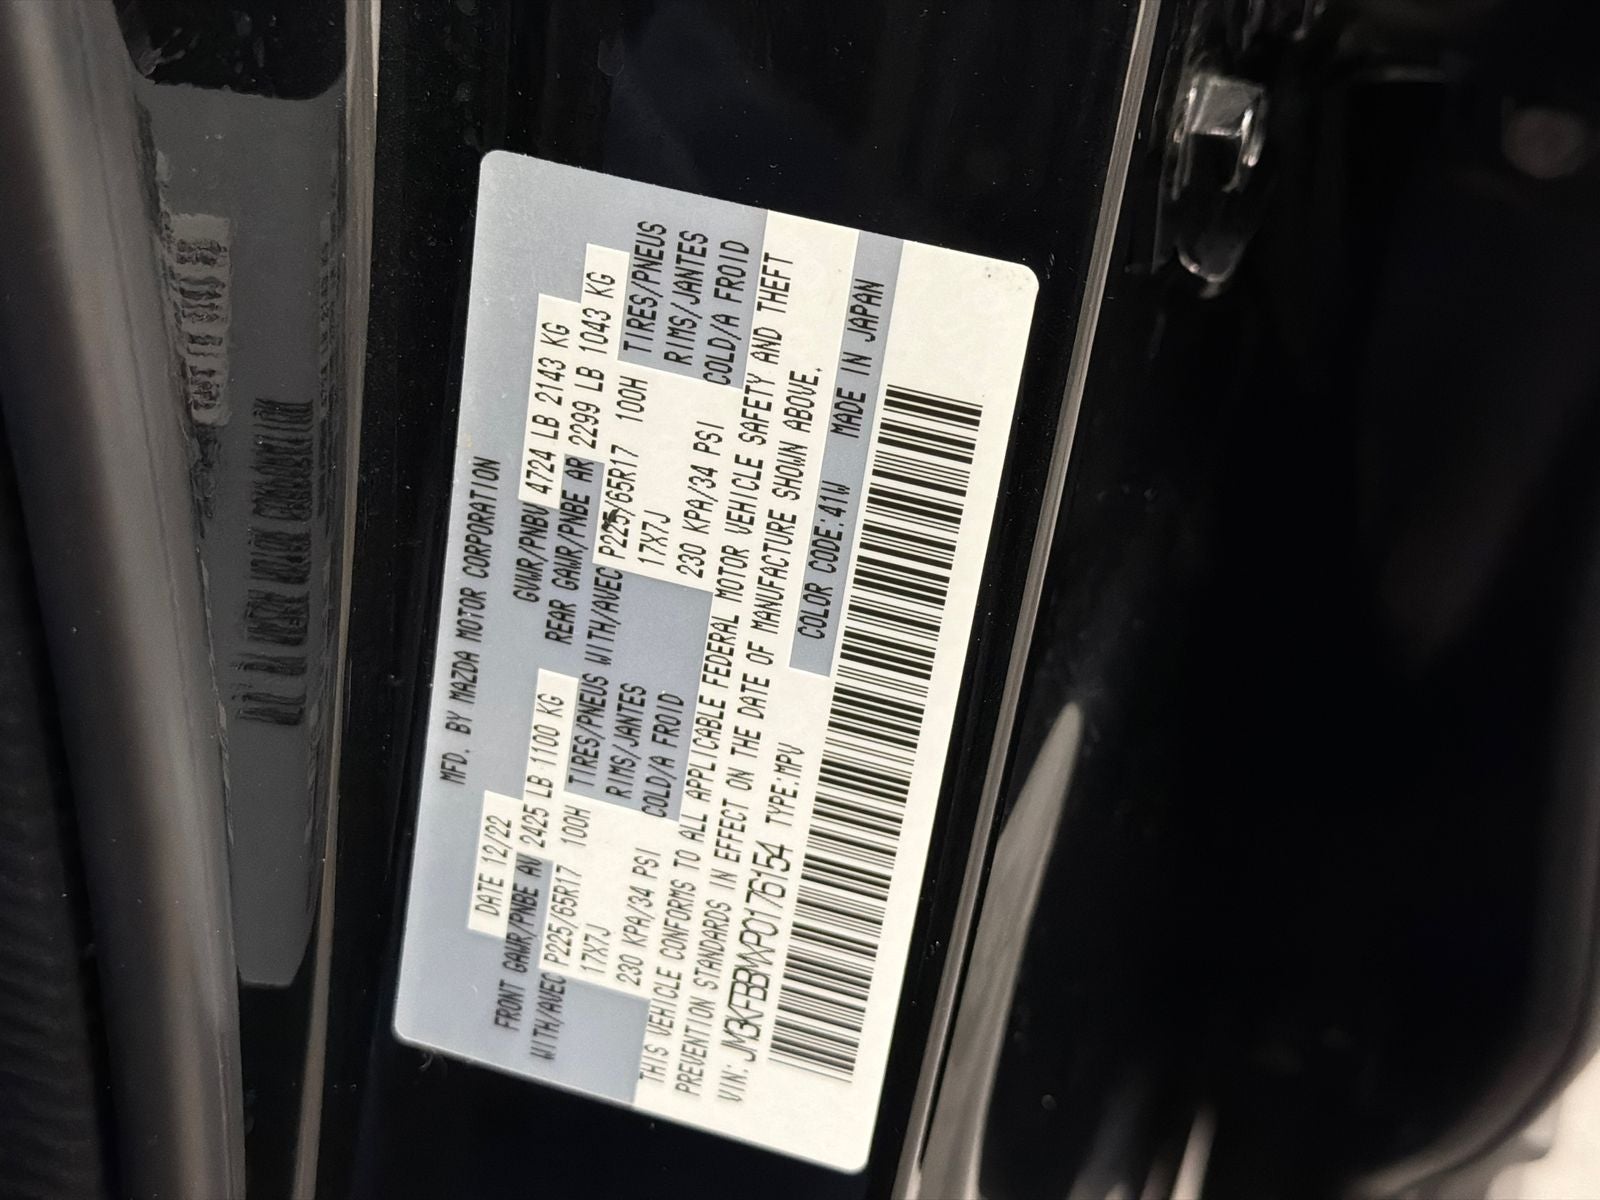 MFD. BY MAZDA MOTOR CORPORATION
DATE 12/22 GVWR/PNBV 4724 LB 2143 KG
FRONT GAWR/PNBE AV 2425 LB 1100 KG REAR GAWR/PNBE AR 2299 LB 1043 KG
WITH/AVEC P225/65R17 100H TIRES/PNEUS WITH/AVEC P225/65R17 100H TIRES/PNEUS
17X7J RIMS/JANTES 17X7J RIMS/JANTES
230 KPA/34 PSI COLD/A FROID 230 KPA/34 PSI COLD/A FROID
THIS VEHICLE CONFORMS TO ALL APPLICABLE FEDERAL MOTOR VEHICLE SAFETY AND THEFT
PREVENTION STANDARDS IN EFFECT ON THE DATE OF MANUFACTURE SHOWN ABOVE.
VIN: JM3KFBBYXP0176154 TYPE:MPV COLOR CODE:41W MADE IN JAPAN